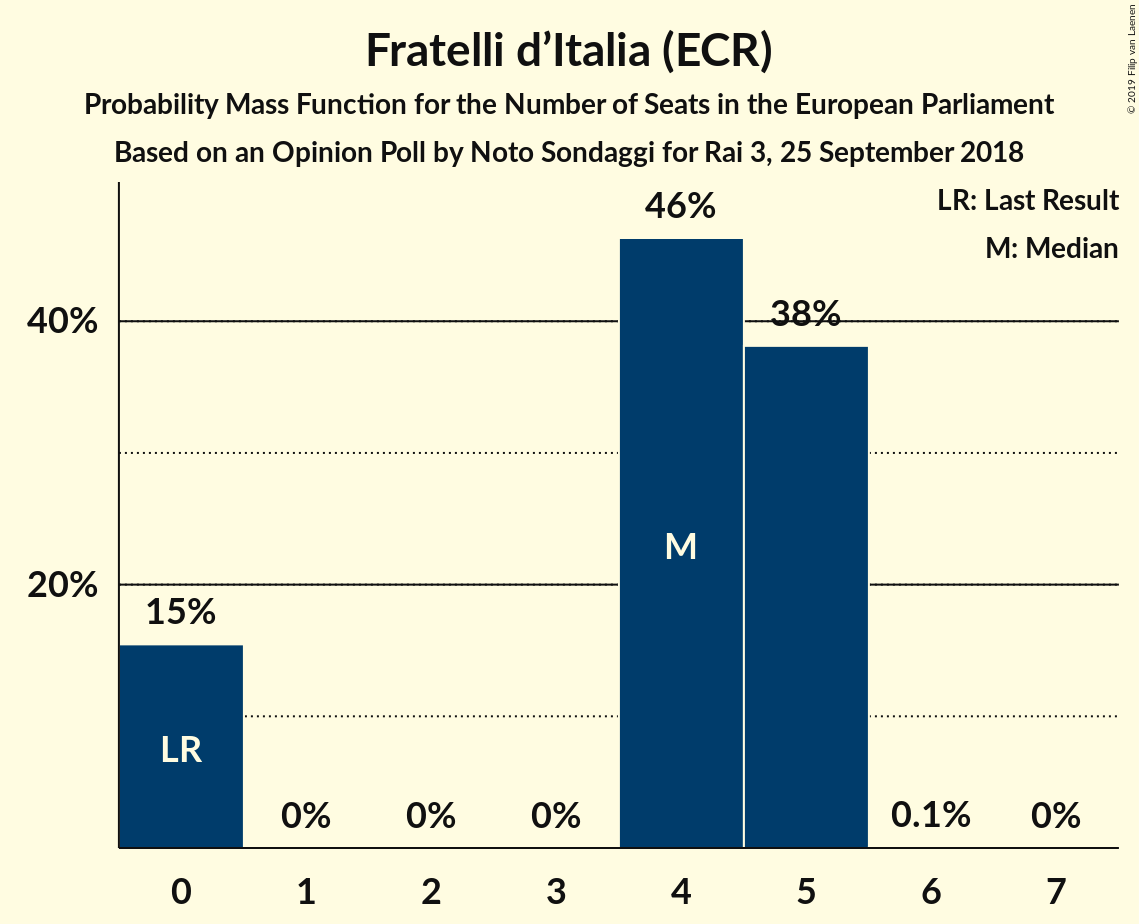 Fratelli d’Italia (ECR)
Probability Mass Function for the Number of Seats in the European Parliament
Based on an Opinion Poll by Noto Sondaggi for Rai 3, 25 September 2018
© 2019 Filip van Laenen
LR: Last Result
M: Median
46%
38%
40%
20%
15%
M
LR
0%
0%
0%
0.1%
0%
0
1
2
3
4
5
6
7